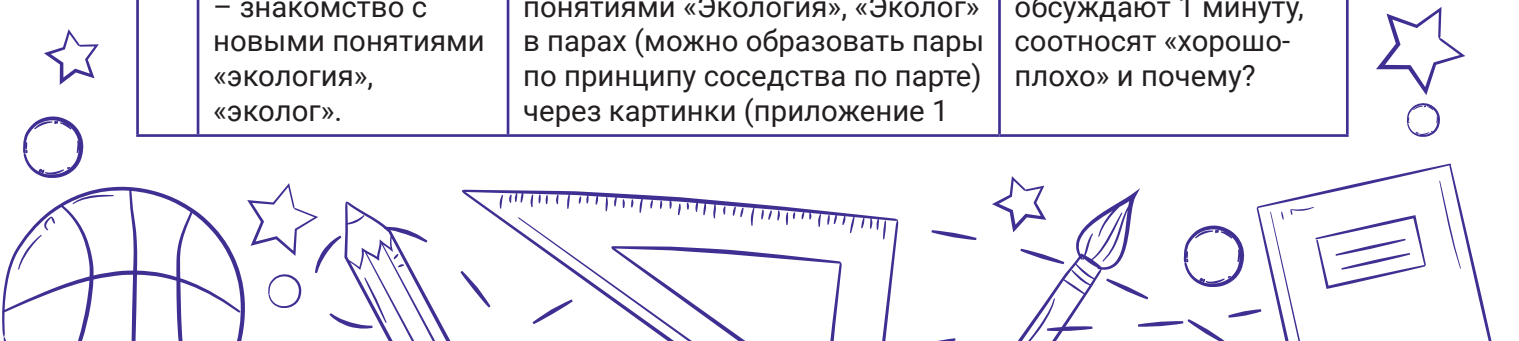 – знакомство с
новыми понятиями
«экология»,
«эколог».
понятиями «Экология», «Эколог»
в парах (можно образовать пары
по принципу соседства по парте)
через картинки (приложение 1
обсуждают 1 минуту,
соотносят «хорошо-
плохо» и почему?